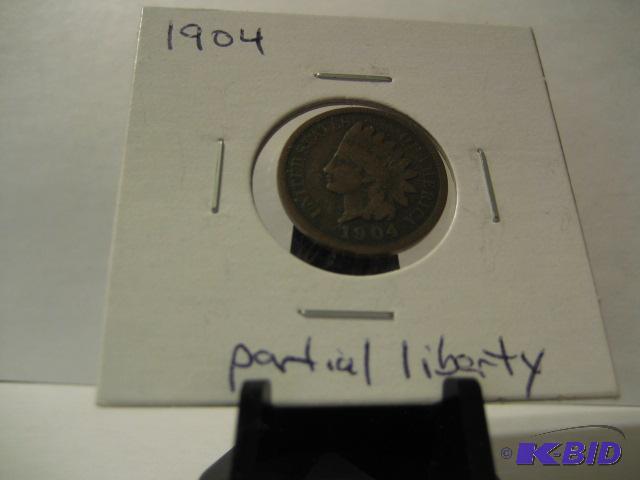 1904
UNITED STATES OF AMERICA
1904
partial liberty
© K-BID